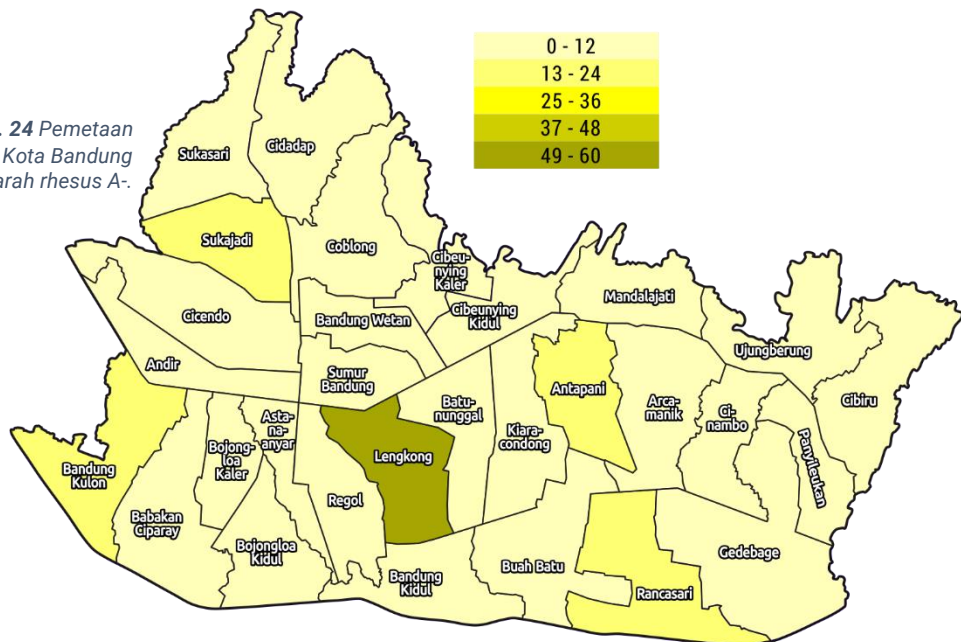 0 - 12
13 - 24
25 - 36
37 - 48
49 - 60
. 24 Pemetaan
Kota Bandung
arah rhesus A-.
Sukasari
Cidadap
Sukajadi
Coblong
Cibeu-
nying
Kaler
Cibeunying
Kidul
Mandalajati
Cicendo
Bandung Wetan
Ujungberung
Andir
Sumur
Bandung
Batu-
nunggal
Antapani
Arca-
manik
Ci-
nambo
Cibiru
Asta-
na-
anyar
Bojong-
loa
Kaler
Lengkong
Kiara-
condong
Panyileukan
Bandung
Kulon
Regol
Babakan
Ciparay
Bojongloa
Kidul
Bandung
Kidul
Buah Batu
Rancasari
Gedebage